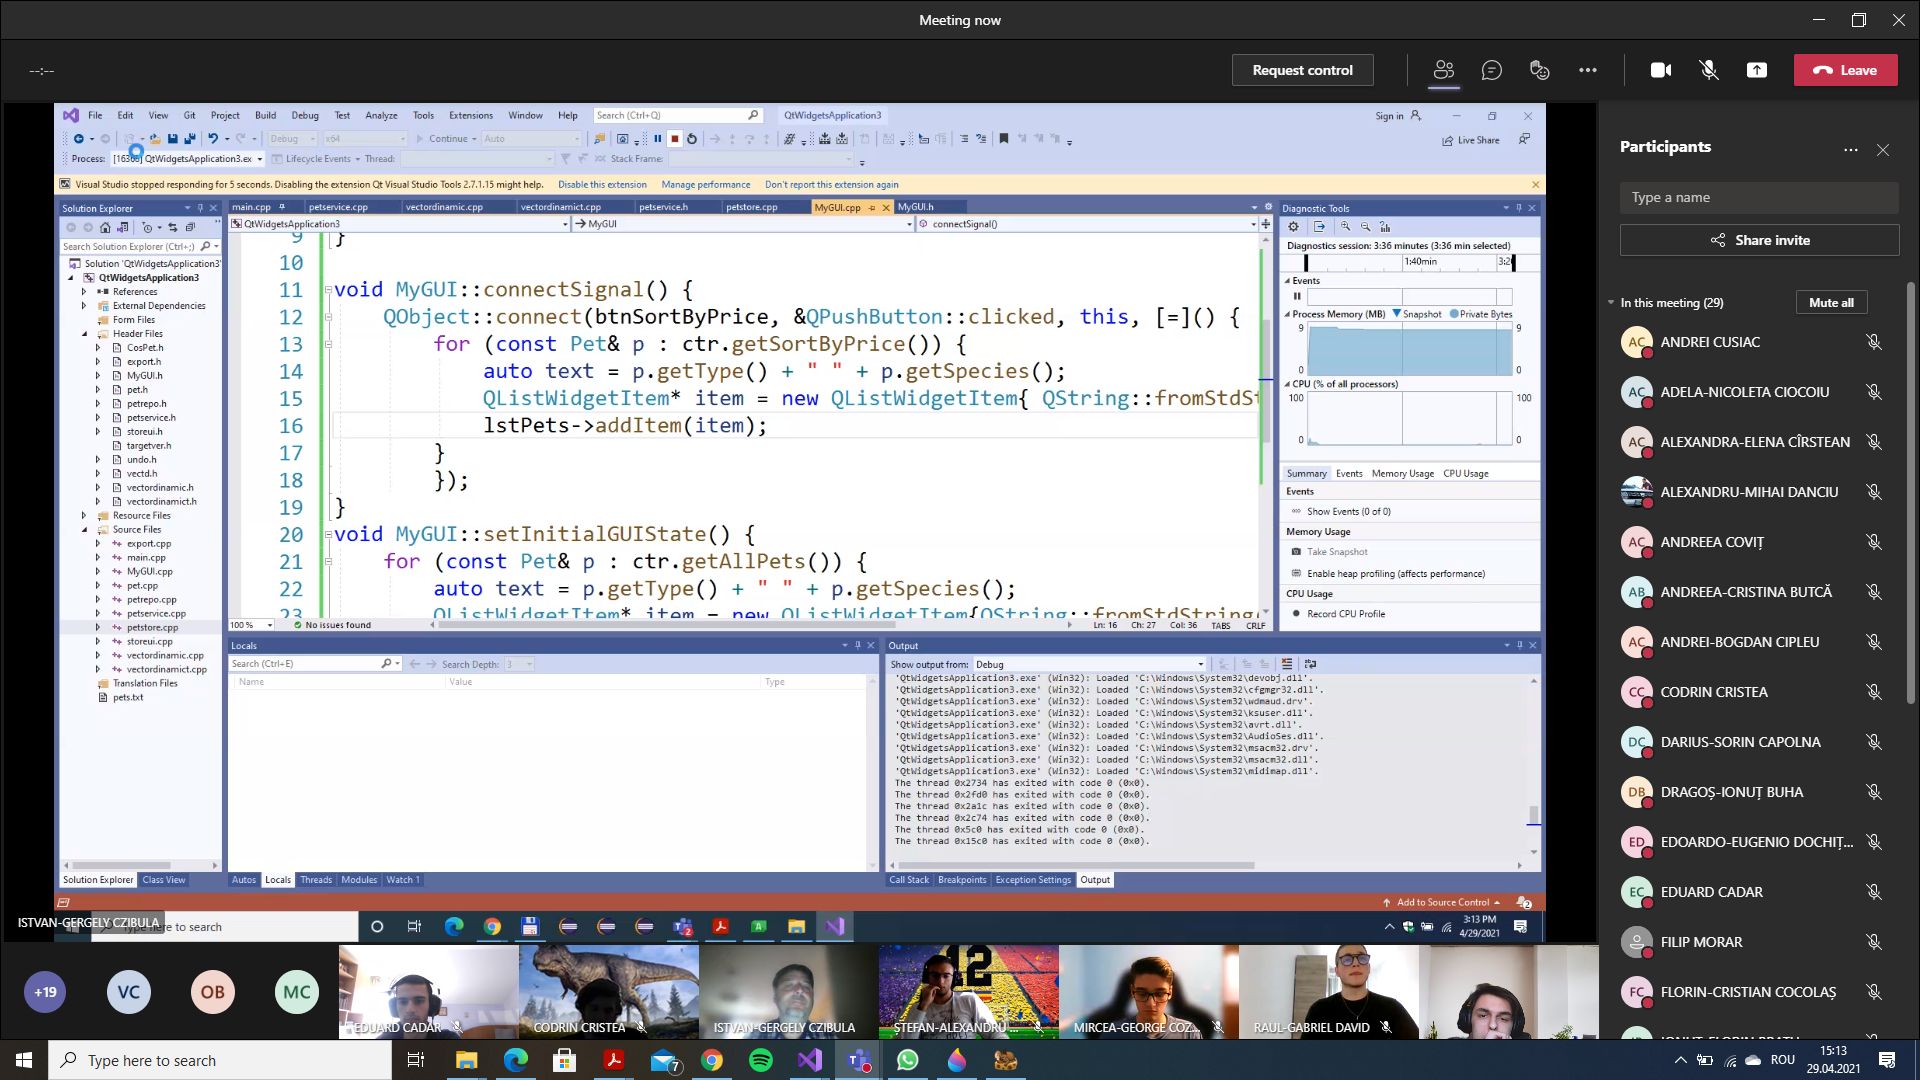 Meeting now
--:--
Request control
Leave
File Edit View Git Project Build Debug Test Analyze Tools Extensions Window Help
Search (Ctrl+Q)
QtWidgetsApplication3
Sign in
Debug x64 Continue Auto
Live Share
Process: QtWidgetsApplication3.ex Lifecycle Events Thread: Stack Frame:
Visual Studio stopped responding for 5 seconds. Disabling the extension Qt Visual Studio Tools 2.7.1.15 might help. Disable this extension Manage performance Don't report this extension again
Solution Explorer
Search Solution Explorer (Ctrl+;)
Solution 'QtWidgetsApplication3'
QtWidgetsApplication3
References
External Dependencies
Form Files
Header Files
CosPet.h
export.h
MyGUI.h
pet.h
petrepo.h
petservice.h
storeui.h
targetver.h
undo.h
vectd.h
vectordinamic.h
vectordinamict.h
Resource Files
Source Files
export.cpp
main.cpp
MyGUI.cpp
pet.cpp
petrepo.cpp
petservice.cpp
petstore.cpp
storeui.cpp
vectordinamic.cpp
vectordinamict.cpp
Translation Files
pets.txt
Solution Explorer Class View
main.cpp petservice.cpp vectordinamic.cpp vectordinamict.cpp petservice.h petstore.cpp MyGUI.cpp MyGUI.h
QtWidgetsApplication3 MyGUI connectSignal()
9 }
10
11 void MyGUI::connectSignal() {
12 QObject::connect(btnSortByPrice, &QPushButton::clicked, this, [=]() {
13 for (const Pet& p : ctr.getSortByPrice()) {
14 auto text = p.getType() + " " + p.getSpecies();
15 QListWidgetItem* item = new QListWidgetItem{ QString::fromStdSt
16 lstPets->addItem(item);
17 }
18 });
19 }
20 void MyGUI::setInitialGUIState() {
21 for (const Pet& p : ctr.getAllPets()) {
22 auto text = p.getType() + " " + p.getSpecies();
23 QListWidgetItem* item = new QListWidgetItem{QString::fromStdString
100 % No issues found Ln: 16 Ch: 27 Col: 36 TABS CRLF
Diagnostic Tools
Diagnostics session: 3:36 minutes (3:36 min selected)
1:40min 3:20
Events
Process Memory (MB) Snapshot Private Bytes
9 9
0 0
CPU (% of all processors)
100 100
0 0
Summary Events Memory Usage CPU Usage
Events
Show Events (0 of 0)
Memory Usage
Take Snapshot
Enable heap profiling (affects performance)
CPU Usage
Record CPU Profile
Locals
Search (Ctrl+E) Search Depth: 3
Name Value Type
Autos Locals Threads Modules Watch 1
Output
Show output from: Debug
'QtWidgetsApplication3.exe' (Win32): Loaded 'C:\Windows\System32\devobj.dll'.
'QtWidgetsApplication3.exe' (Win32): Loaded 'C:\Windows\System32\cfgmgr32.dll'.
'QtWidgetsApplication3.exe' (Win32): Loaded 'C:\Windows\System32\wdmaud.drv'.
'QtWidgetsApplication3.exe' (Win32): Loaded 'C:\Windows\System32\ksuser.dll'.
'QtWidgetsApplication3.exe' (Win32): Loaded 'C:\Windows\System32\avrt.dll'.
'QtWidgetsApplication3.exe' (Win32): Loaded 'C:\Windows\System32\AudioSes.dll'.
'QtWidgetsApplication3.exe' (Win32): Loaded 'C:\Windows\System32\msacm32.drv'.
'QtWidgetsApplication3.exe' (Win32): Loaded 'C:\Windows\System32\midimap.dll'.
The thread 0x2734 has exited with code 0 (0x0).
The thread 0x2fd0 has exited with code 0 (0x0).
The thread 0x2a1c has exited with code 0 (0x0).
The thread 0x2c74 has exited with code 0 (0x0).
The thread 0x5c0 has exited with code 0 (0x0).
The thread 0x15c0 has exited with code 0 (0x0).
Call Stack Breakpoints Exception Settings Output
Add to Source Control 2
ISTVAN-GERGELY CZIBULA
here to search
3:13 PM
4/29/2021
+19 VC OB MC
EDUARD CADAR
CODRIN CRISTEA
ISTVAN-GERGELY CZIBULA
ȘTEFAN-ALEXANDRU ...
12
MIRCEA-GEORGE COZ...
RAUL-GABRIEL DAVID
Participants
Type a name
Share invite
In this meeting (29)
Mute all
AC ANDREI CUSIAC
AC ADELA-NICOLETA CIOCOIU
AC ALEXANDRA-ELENA CÎRSTEAN
ALEXANDRU-MIHAI DANCIU
AC ANDREEA COVIȚ
AB ANDREEA-CRISTINA BUTCĂ
AC ANDREI-BOGDAN CIPLEU
CC CODRIN CRISTEA
DC DARIUS-SORIN CAPOLNA
DB DRAGOȘ-IONUȚ BUHA
ED EDOARDO-EUGENIO DOCHIȚ...
EC EDUARD CADAR
FILIP MORAR
FC FLORIN-CRISTIAN COCOLAȘ
Type here to search
7
ROU
15:13
29.04.2021